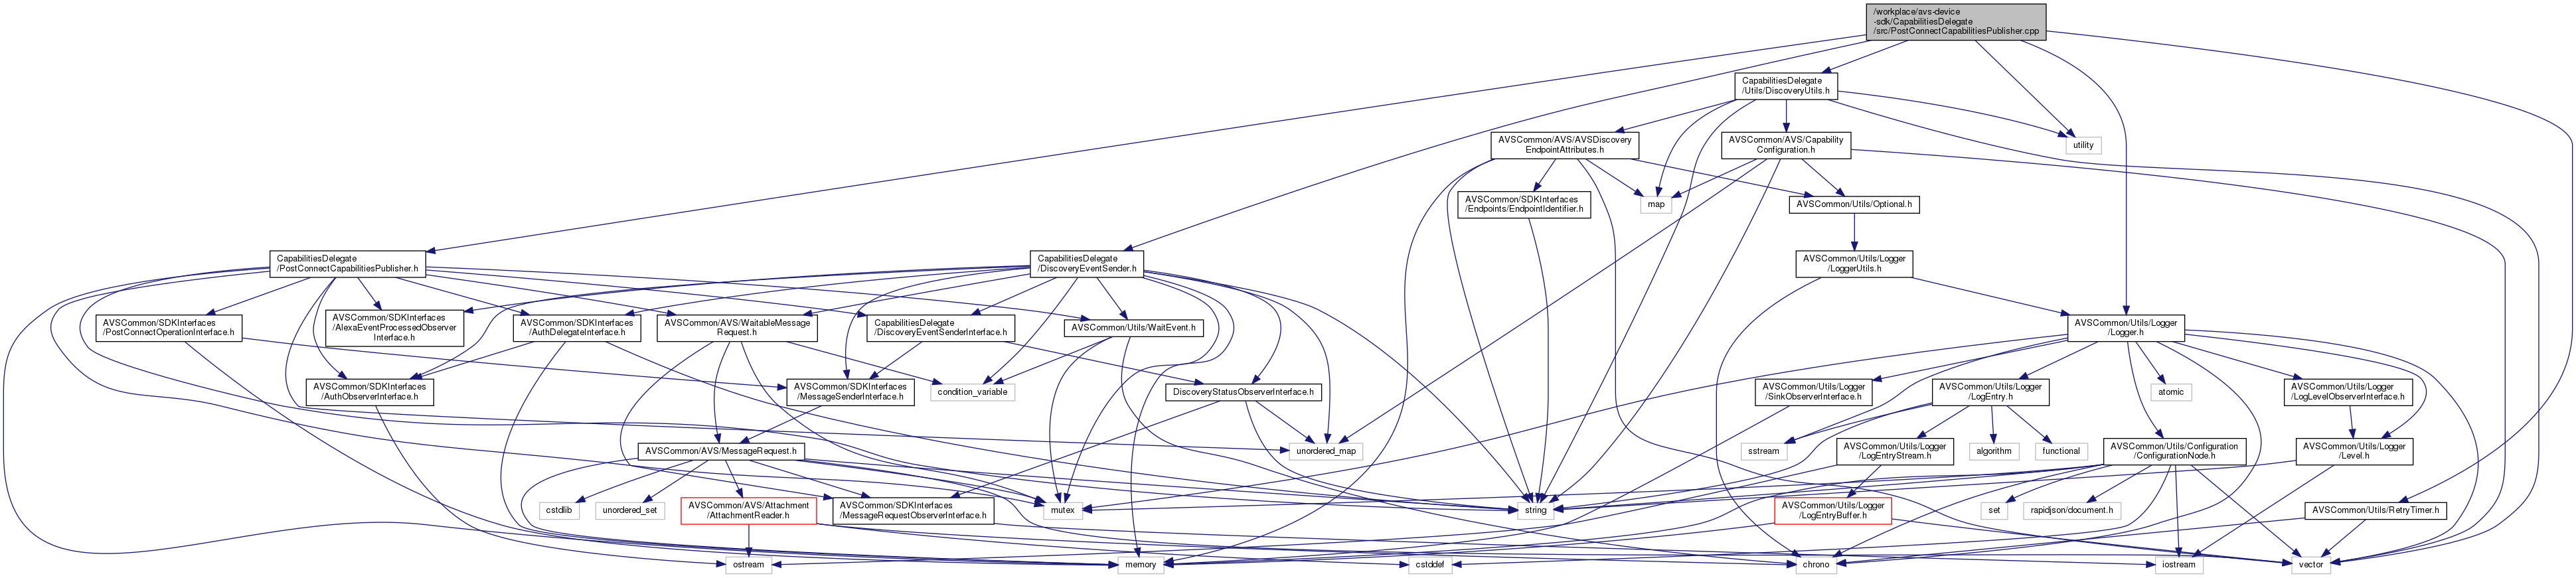 /workplace/avs-device
-sdk/CapabilitiesDelegate
/src/PostConnectCapabilitiesPublisher.cpp
CapabilitiesDelegate
/Utils/DiscoveryUtils.h
AVSCommon/AVS/AVSDiscovery
EndpointAttributes.h
AVSCommon/AVS/Capability
Configuration.h
utility
AVSCommon/SDKInterfaces
/Endpoints/EndpointIdentifier.h
map
AVSCommon/Utils/Optional.h
CapabilitiesDelegate
/PostConnectCapabilitiesPublisher.h
CapabilitiesDelegate
/DiscoveryEventSender.h
AVSCommon/Utils/Logger
/LoggerUtils.h
AVSCommon/SDKInterfaces
/PostConnectOperationInterface.h
AVSCommon/SDKInterfaces
/AlexaEventProcessedObserver
Interface.h
AVSCommon/SDKInterfaces
/AuthDelegateInterface.h
AVSCommon/AVS/WaitableMessage
Request.h
CapabilitiesDelegate
/DiscoveryEventSenderInterface.h
AVSCommon/Utils/WaitEvent.h
AVSCommon/Utils/Logger
/Logger.h
AVSCommon/SDKInterfaces
/AuthObserverInterface.h
AVSCommon/SDKInterfaces
/MessageSenderInterface.h
condition_variable
DiscoveryStatusObserverInterface.h
AVSCommon/Utils/Logger
/SinkObserverInterface.h
AVSCommon/Utils/Logger
/LogEntry.h
atomic
AVSCommon/Utils/Logger
/LogLevelObserverInterface.h
AVSCommon/AVS/MessageRequest.h
unordered_map
sstream
AVSCommon/Utils/Logger
/LogEntryStream.h
algorithm
functional
AVSCommon/Utils/Configuration
/ConfigurationNode.h
AVSCommon/Utils/Logger
/Level.h
cstdlib
unordered_set
AVSCommon/AVS/Attachment
/AttachmentReader.h
AVSCommon/SDKInterfaces
/MessageRequestObserverInterface.h
mutex
string
AVSCommon/Utils/Logger
/LogEntryBuffer.h
set
rapidjson/document.h
AVSCommon/Utils/RetryTimer.h
ostream
memory
cstddef
chrono
iostream
vector